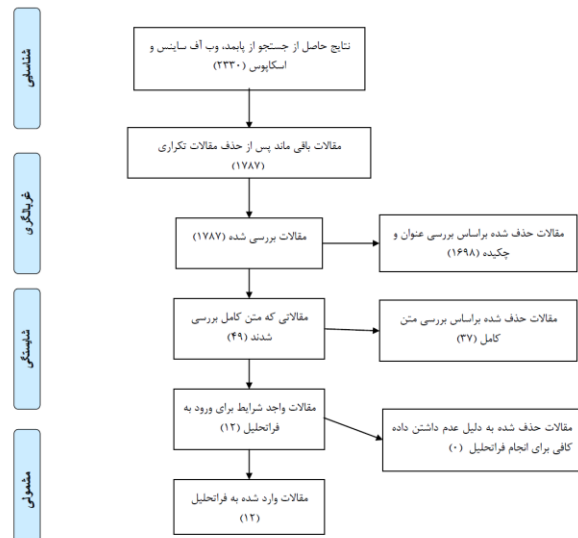 شناسایی
نتایج حاصل از جستجو از پابمد، وب آف ساینس و
اسکاپوس (۲۳۳۰)
مقالات باقی ماند پس از حذف مقالات تکراری
(۱۷۸۷)
غربالگری
مقالات بررسی شده (۱۷۸۷)
مقالات حذف شده براساس بررسی عنوان و
چکیده (۱۶۹۸)
شایستگی
مقالاتی که متن کامل بررسی
شدند (۴۹)
مقالات حذف شده براساس بررسی متن
کامل (۳۷)
مقالات واجد شرایط برای ورود به
فراتحلیل (۱۲)
مقالات حذف شده به دلیل عدم داشتن داده
کافی برای انجام فراتحلیل (۰)
مشمولی
مقالات وارد شده به فراتحلیل
(۱۲)